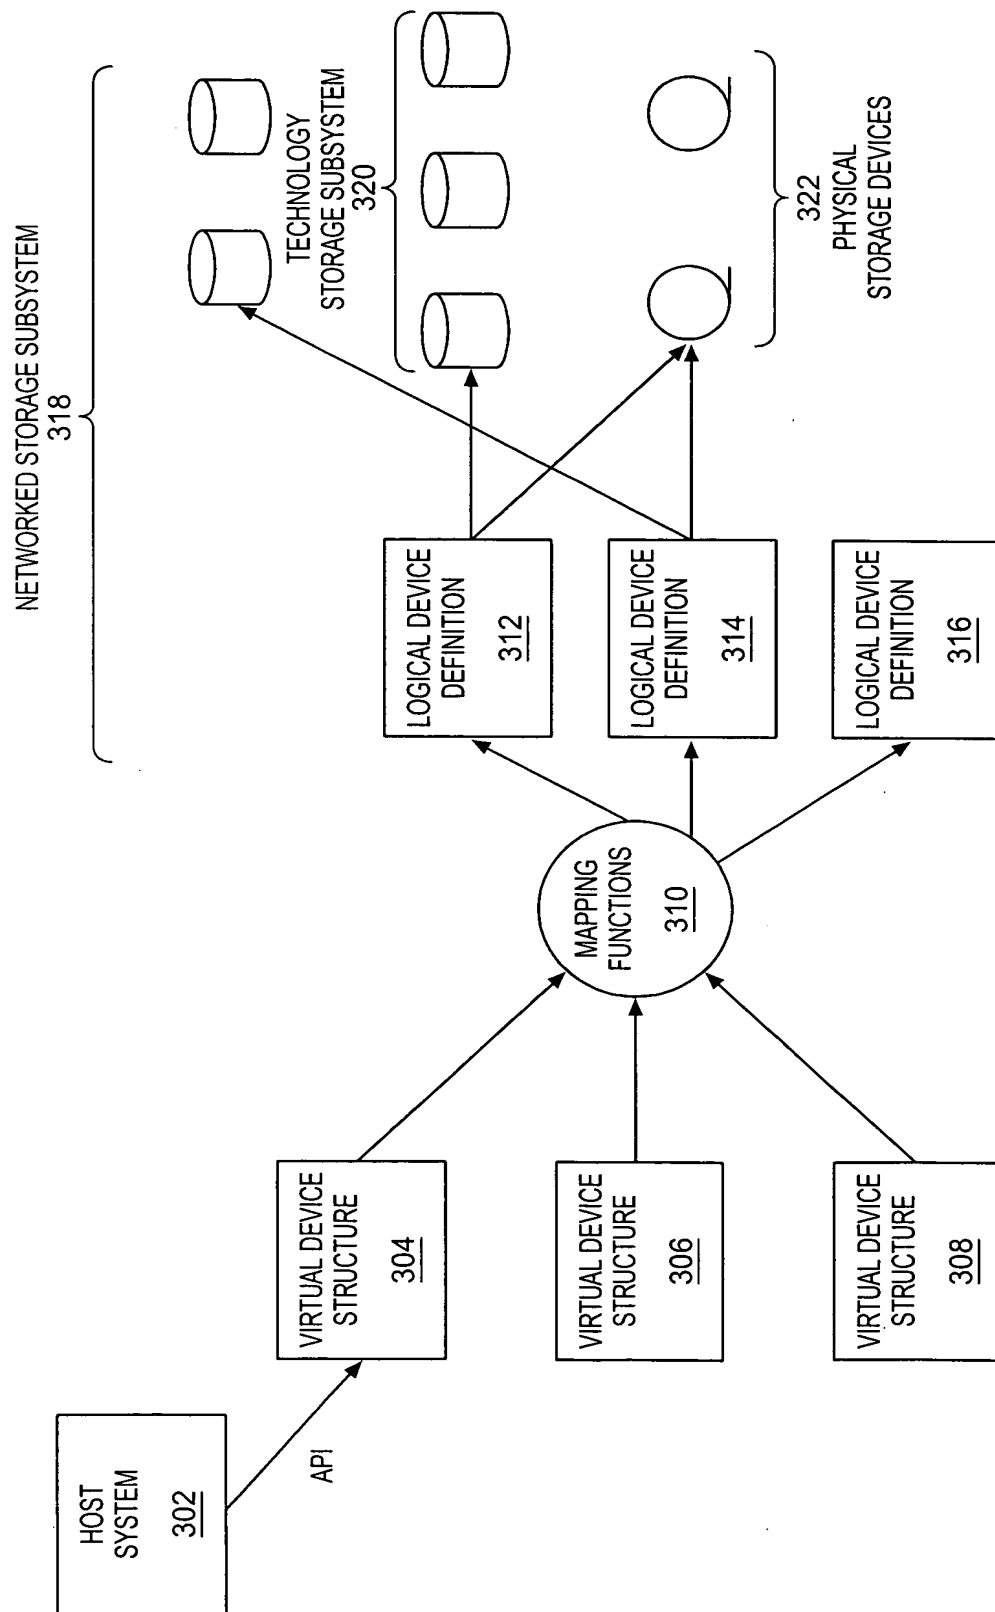 NETWORKED STORAGE SUBSYSTEM
318
TECHNOLOGY
STORAGE SUBSYSTEM
320
322
PHYSICAL
STORAGE DEVICES
HOST
SYSTEM
302
API
VIRTUAL DEVICE
STRUCTURE
304
VIRTUAL DEVICE
STRUCTURE
306
VIRTUAL DEVICE
STRUCTURE
308
MAPPING
FUNCTIONS
310
LOGICAL DEVICE
DEFINITION
312
LOGICAL DEVICE
DEFINITION
314
LOGICAL DEVICE
DEFINITION
316